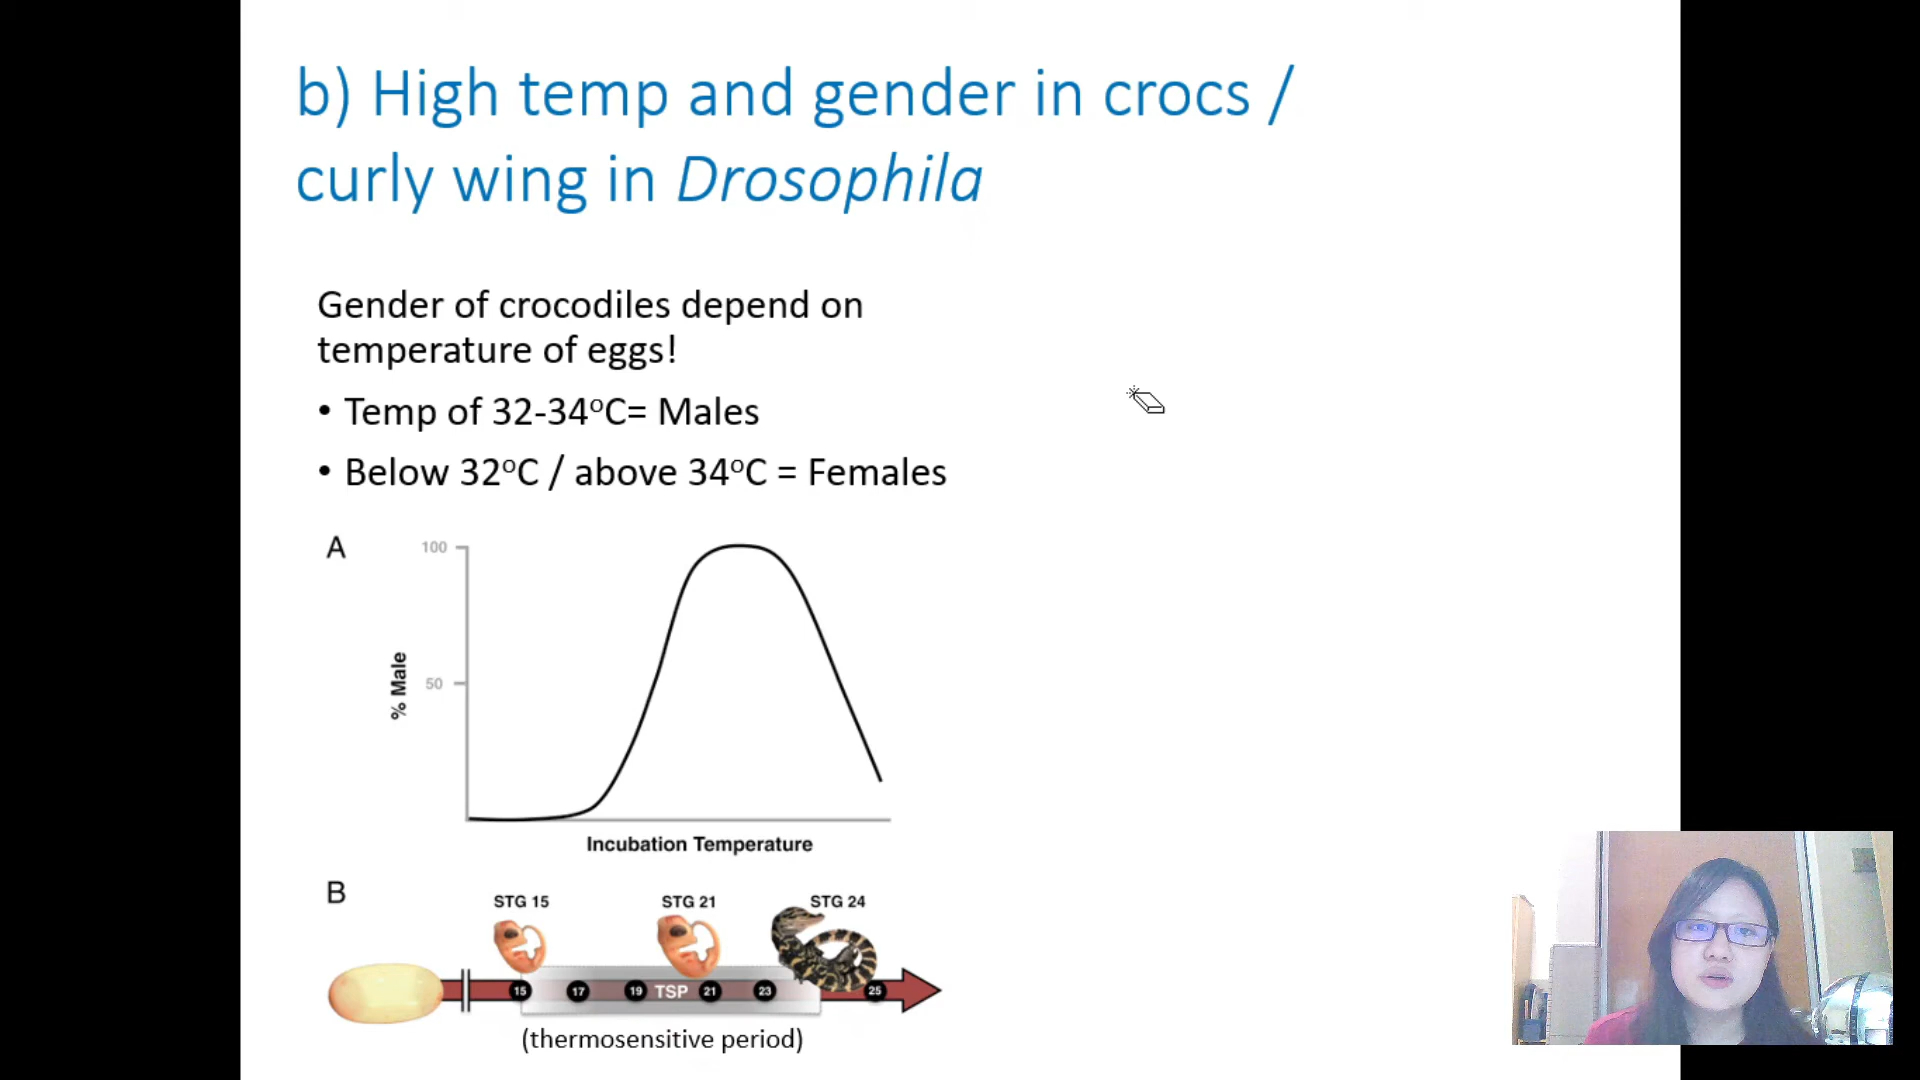 b) High temp and gender in crocs /
curly wing in Drosophila
Gender of crocodiles depend on
temperature of eggs!
• Temp of 32-34°C= Males
• Below 32°C / above 34°C = Females
A
100
50
% Male
Incubation Temperature
B
STG 15
STG 21
STG 24
15 17 19 TSP 21 23 25
(thermosensitive period)